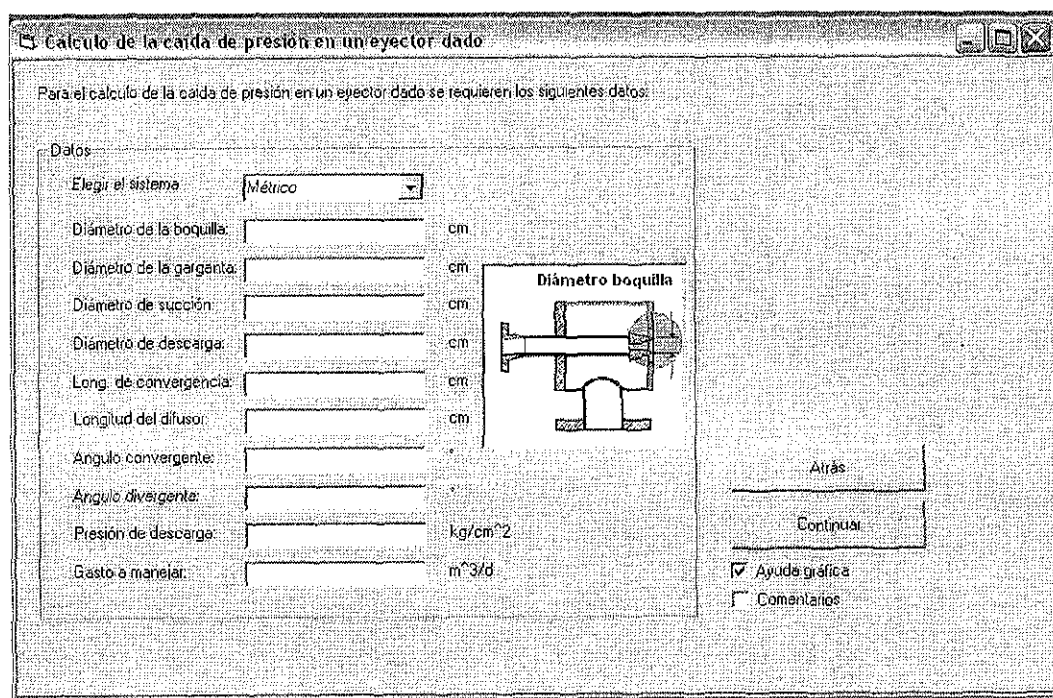 Calculo de la caída de presión en un eyector dado
Para el calculo de la caida de presión en un eyector dado se requieren los siguientes datos:
Datos
Elegir el sistema Métrico
Diámetro de la boquilla: cm
Diámetro de la garganta: cm
Diámetro de succión: cm
Diámetro de descarga: cm
Long. de convergencia: cm
Longitud del difusor: cm
Angulo convergente: °
Angulo divergente: °
Presión de descarga: kg/cm^2
Gasto a manejar: m^3/d
Diámetro boquilla
Atrás
Continuar
Ayuda gráfica
Comentarios